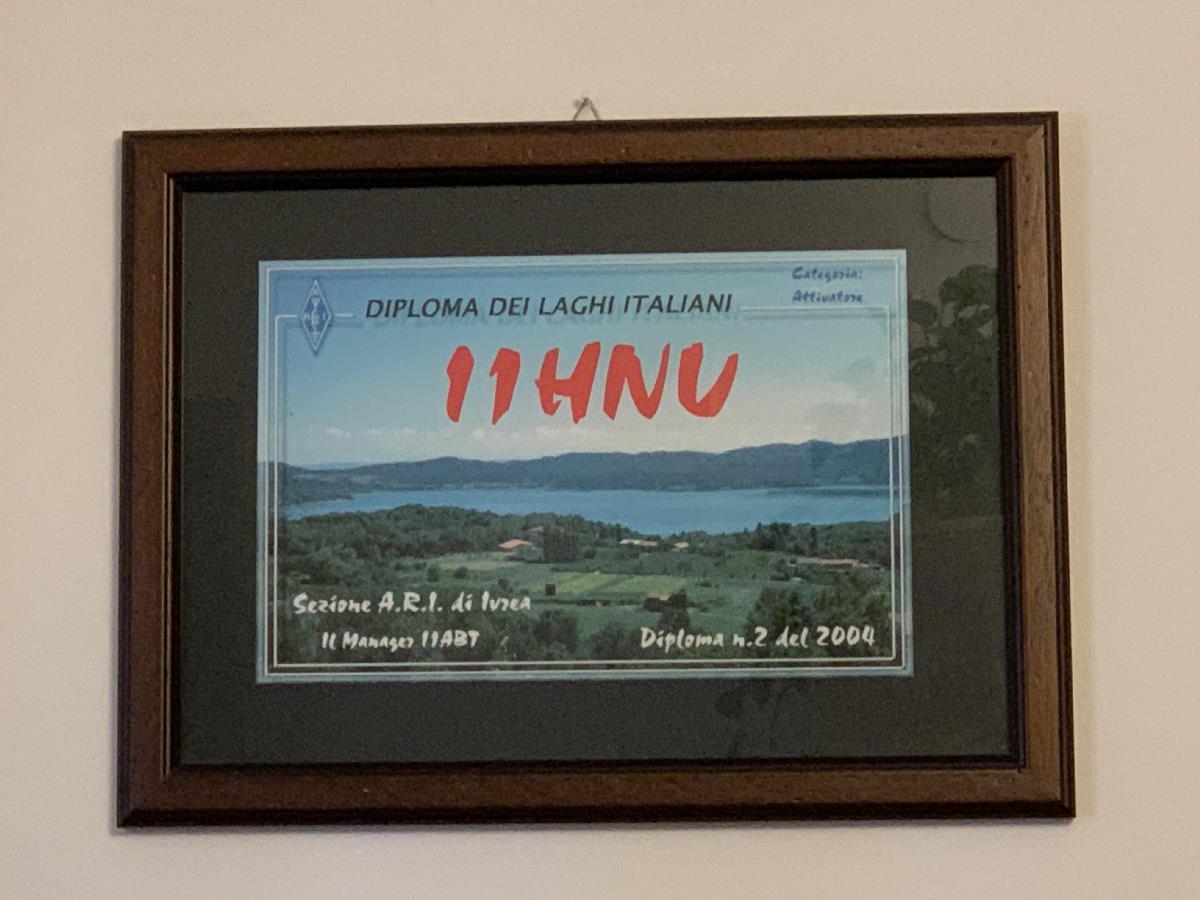 DIPLOMA DEI LAGHI ITALIANI
Categoria:
Attivatore
I1HNU
A R I
Sezione A.R.I. di Ivrea
Il Manager I1ABT
Diploma n.2 del 2004